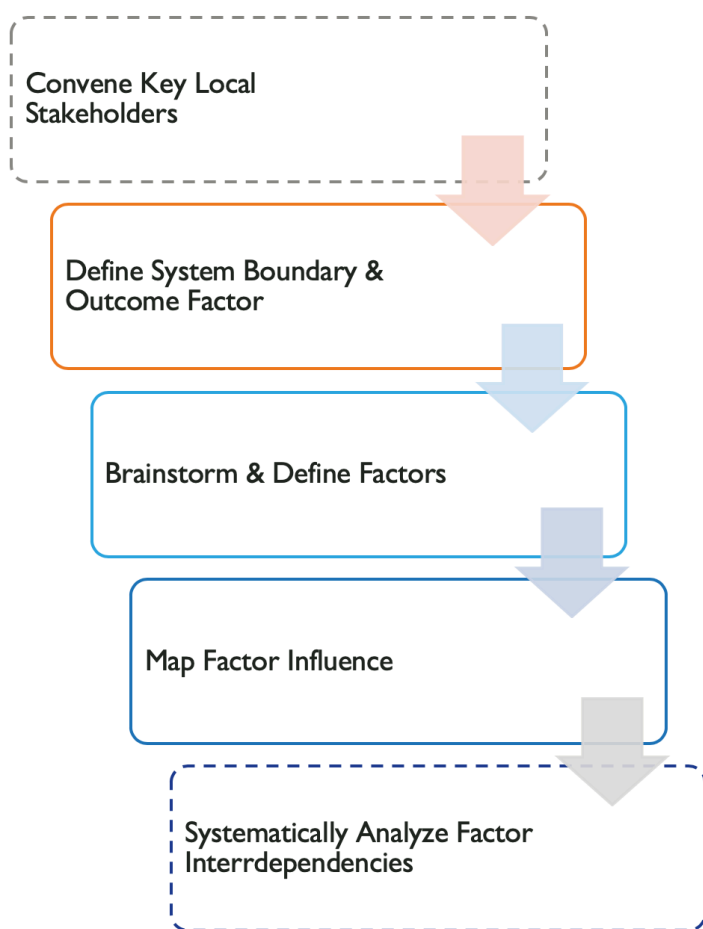 Convene Key Local
Stakeholders
Define System Boundary &
Outcome Factor
Brainstorm & Define Factors
Map Factor Influence
Systematically Analyze Factor
Interrdependencies